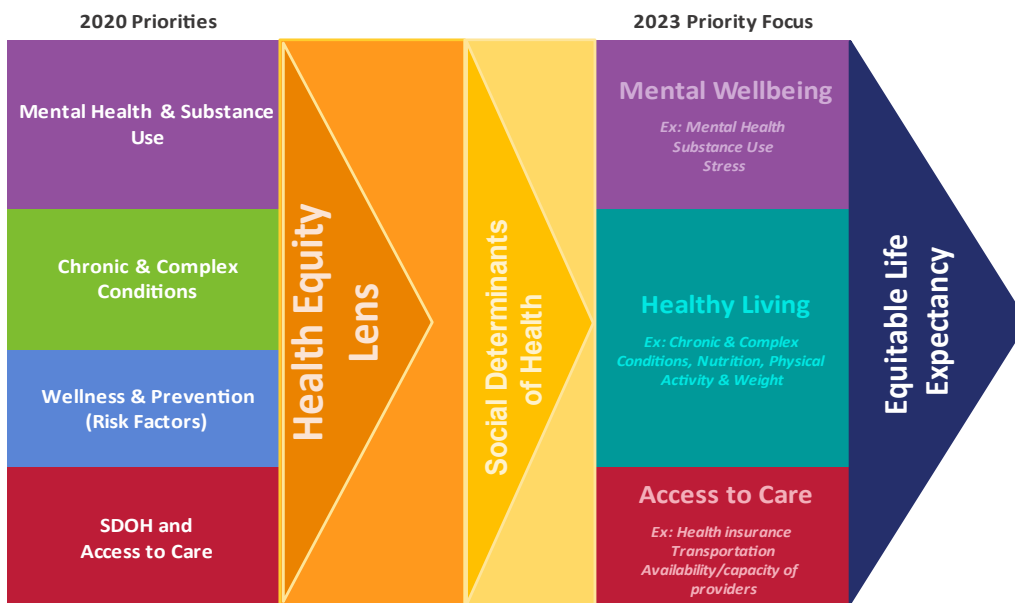 2020 Priorities
2023 Priority Focus
Mental Health & Substance
Use
Chronic & Complex
Conditions
Wellness & Prevention
(Risk Factors)
SDOH and
Access to Care
Health Equity
Lens
Social Determinants
of Health
Mental Wellbeing
Ex: Mental Health
Substance Use
Stress
Healthy Living
Ex: Chronic & Complex
Conditions, Nutrition, Physical
Activity & Weight
Access to Care
Ex: Health insurance
Transportation
Availability/capacity of
providers
Equitable Life
Expectancy